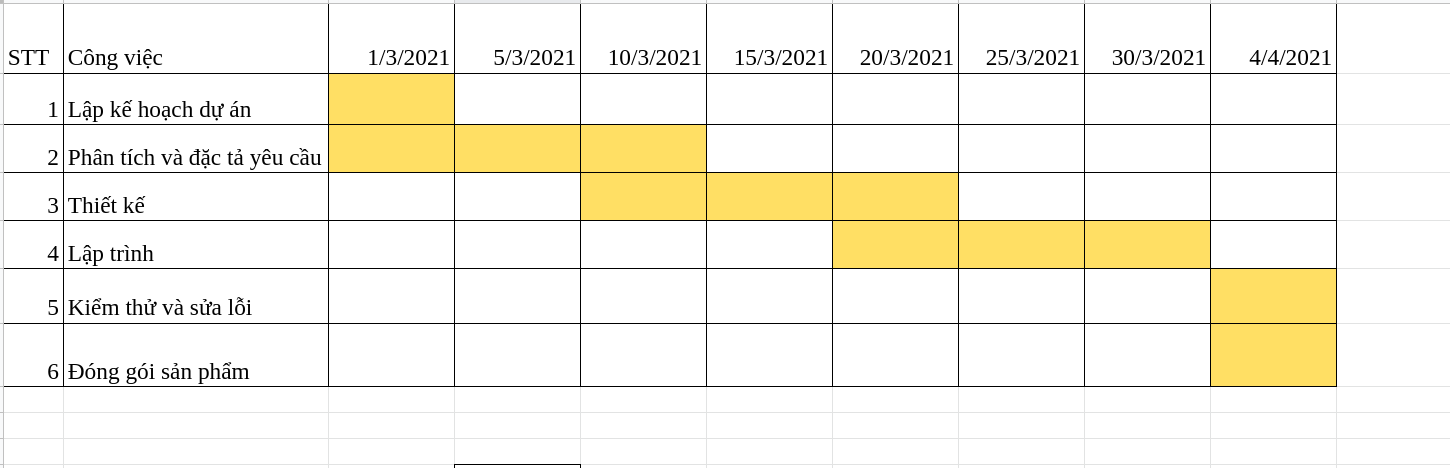 STT Công việc 1/3/2021 5/3/2021 10/3/2021 15/3/2021 20/3/2021 25/3/2021 30/3/2021 4/4/2021
1 Lập kế hoạch dự án
2 Phân tích và đặc tả yêu cầu
3 Thiết kế
4 Lập trình
5 Kiểm thử và sửa lỗi
6 Đóng gói sản phẩm